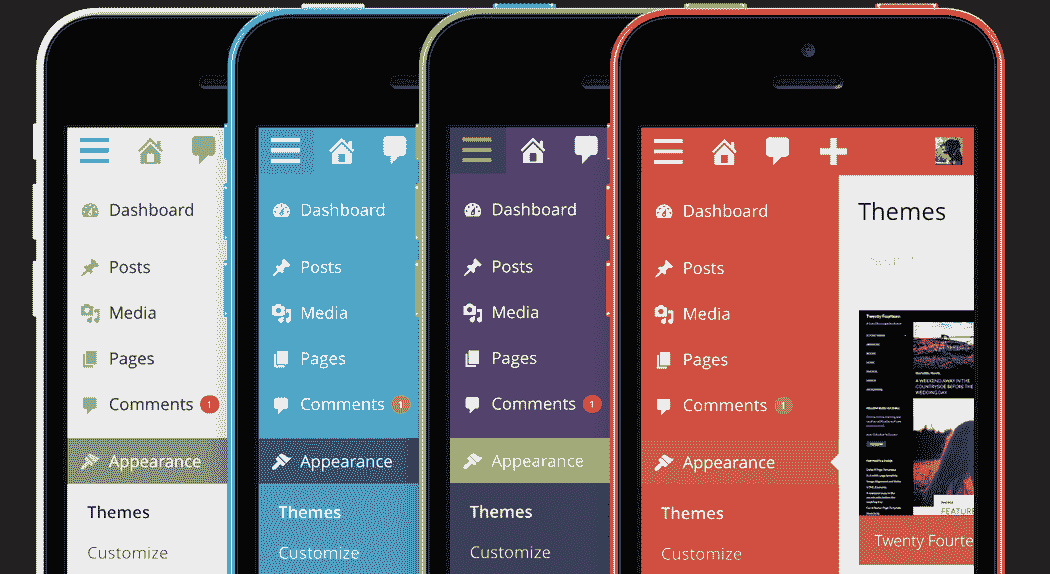 Dashboard
Posts
Media
Pages
Comments 1
Appearance
Themes
Customize
Dashboard
Posts
Media
Pages
Comments 1
Appearance
Themes
Customize
Dashboard
Posts
Media
Pages
Comments 1
Appearance
Themes
Customize
Dashboard
Posts
Media
Pages
Comments 1
Appearance
Themes
Customize
Themes
Twenty Fourteen
A WEEKEND AWAY IN THE
COUNTRYSIDE BEFORE THE
WEDDING DAY
FEATURE
Twenty Fourte